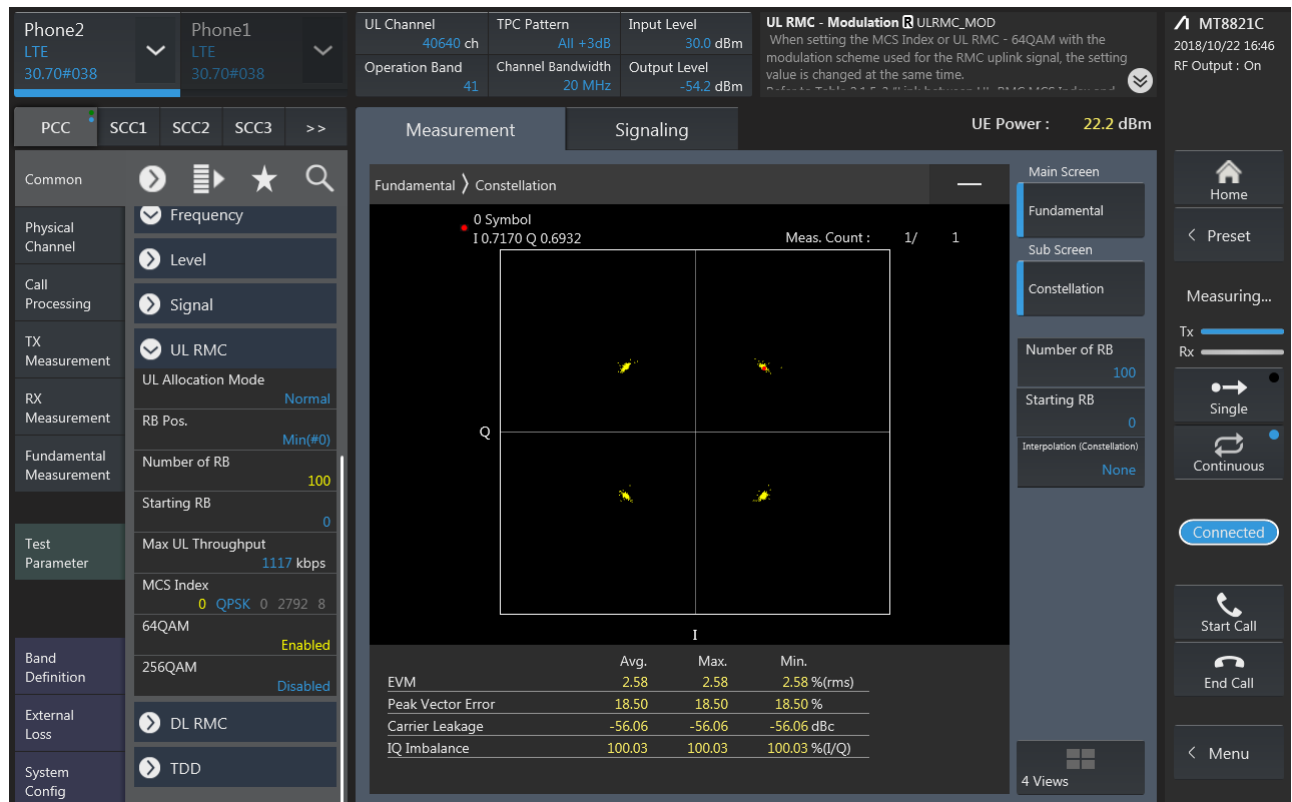 Phone2
LTE
30.70#038
Phone1
LTE
30.70#038
UL Channel
40640 ch
TPC Pattern
All +3dB
Input Level
30.0 dBm
Operation Band
41
Channel Bandwidth
20 MHz
Output Level
-54.2 dBm
UL RMC - Modulation R ULRMC_MOD
When setting the MCS Index or UL RMC -
64QAM with the
modulation scheme used for the RMC uplink signal, the setting
value is changed at the same time.
MT8821C
2018/10/22 16:46
RF Output : On
PCC SCC1 SCC2 SCC3 >>
Measurement
Signaling
UE Power : 22.2 dBm
Common
Physical
Channel
Call
Processing
TX
Measurement
RX
Measurement
Fundamental
Measurement
Test
Parameter
Band
Definition
External
Loss
System
Config
Frequency
Level
Signal
UL RMC
UL Allocation Mode
Normal
RB Pos.
Min(#0)
Number of RB
100
Starting RB
0
Max UL Throughput
1117 kbps
MCS Index
0 QPSK 0 2792 8
64QAM
Enabled
256QAM
Disabled
DL RMC
TDD
Fundamental 〉 Constellation
0 Symbol
I 0.7170 Q 0.6932
Meas. Count : 1/ 1
Q
I
Avg. Max. Min.
EVM 2.58 2.58 2.58 %(rms)
Peak Vector Error 18.50 18.50 18.50 %
Carrier Leakage -56.06 -56.06 -56.06 dBc
IQ Imbalance 100.03 100.03 100.03 %(I/Q)
Main Screen
Fundamental
Sub Screen
Constellation
Number of RB
100
Starting RB
0
Interpolation (Constellation)
None
4 Views
Home
< Preset
Measuring...
Tx
Rx
Single
Continuous
Connected
Start Call
End Call
< Menu